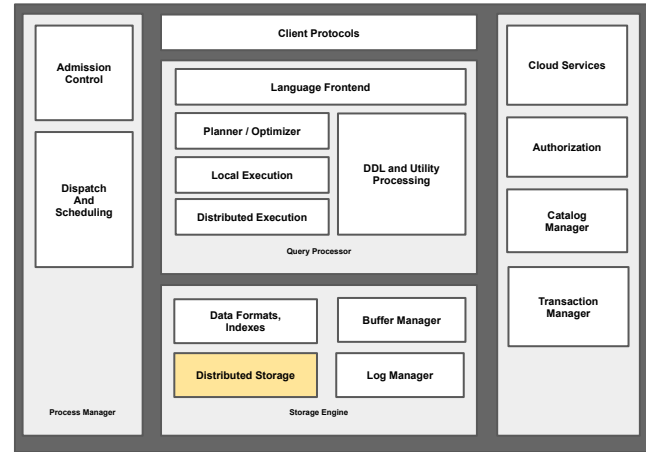 Admission
Control
Dispatch
And
Scheduling
Process Manager
Client Protocols
Language Frontend
Planner / Optimizer
Local Execution
Distributed Execution
DDL and Utility
Processing
Query Processor
Data Formats,
Indexes
Buffer Manager
Distributed Storage
Log Manager
Storage Engine
Cloud Services
Authorization
Catalog
Manager
Transaction
Manager